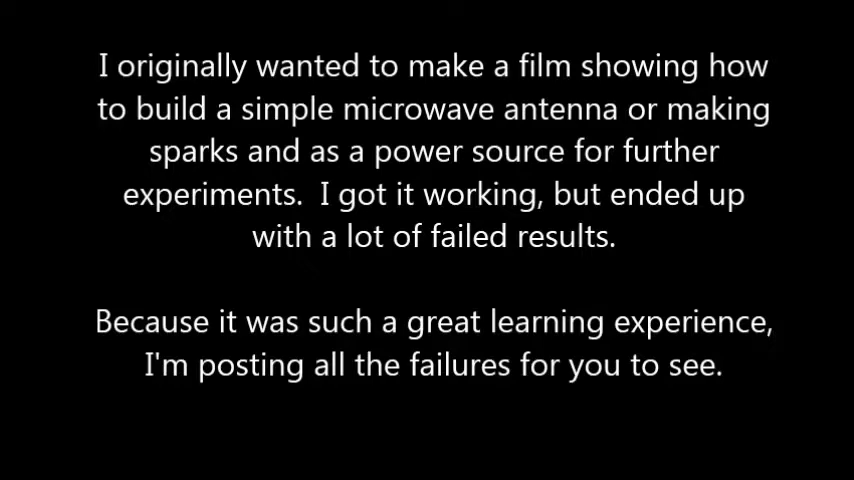 I originally wanted to make a film showing how
to build a simple microwave antenna or making
sparks and as a power source for further
experiments.  I got it working, but ended up
with a lot of failed results.
Because it was such a great learning experience,
I'm posting all the failures for you to see.